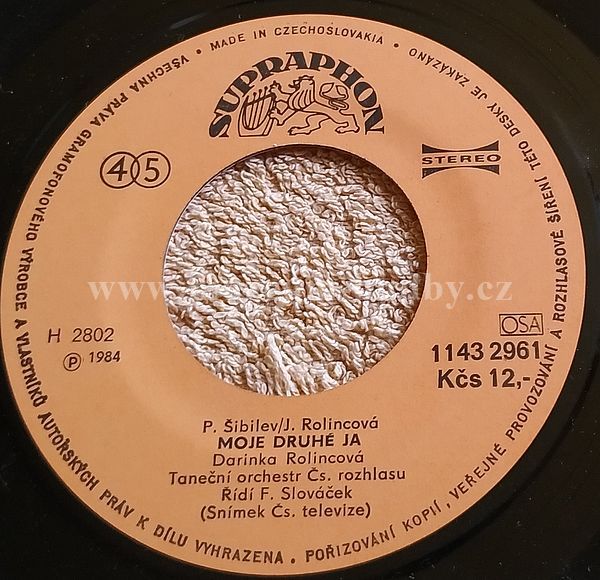 VŠECHNA PRÁVA GRAMOFONOVÉHO VÝROBCE A VLASTNÍKŮ AUTORSKÝCH PRÁV K DÍLU VYHRAZENA · POŘIZOVÁNÍ KOPIÍ, VEŘEJNÉ PROVOZOVÁNÍ A ROZHLASOVÉ ŠÍŘENÍ TÉTO DESKY JE ZAKÁZÁNO · MADE IN CZECHOSLOVAKIA ·
SUPRAPHON
45
STEREO
H 2802
Ⓟ 1984
OSA
1143 2961
Kčs 12,-
P. Šibilev/J. Rolincová
MOJE DRUHÉ JA
Darinka Rolincová
Taneční orchestr Čs. rozhlasu
Řídí F. Slováček
(Snímek Čs. televize)